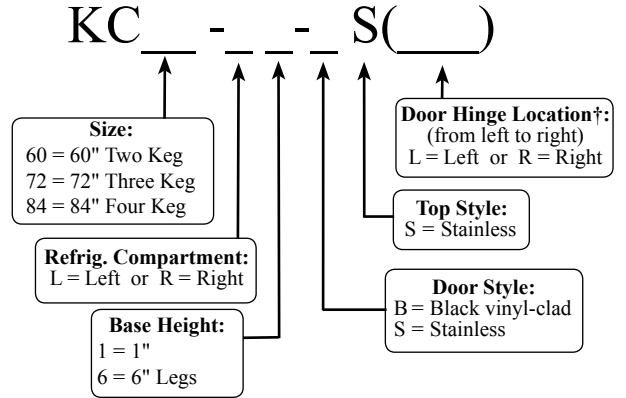 KC___ -_ _-_ S(____)
Size:
60 = 60" Two Keg
72 = 72" Three Keg
84 = 84" Four Keg
Door Hinge Location†:
(from left to right)
L = Left or R = Right
Top Style:
S = Stainless
Refrig. Compartment:
L = Left or R = Right
Door Style:
B = Black vinyl-clad
S = Stainless
Base Height:
1 = 1"
6 = 6" Legs